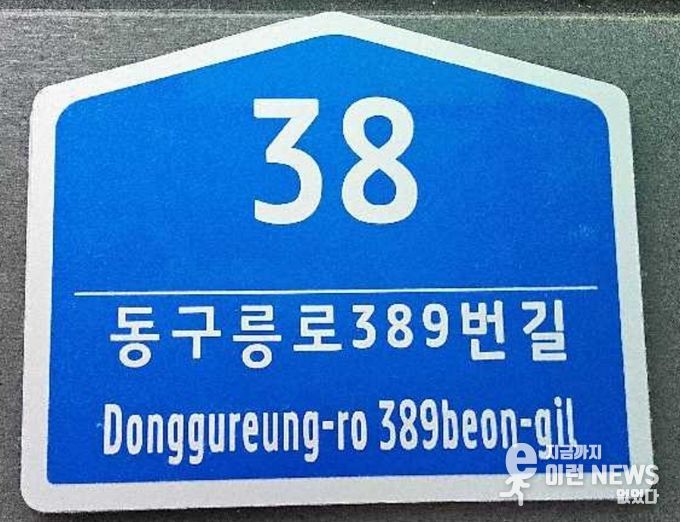 38
동구릉로389번길
Donggureung-ro 389beon-gil
e 지금까지
이런 NEWS
없었다